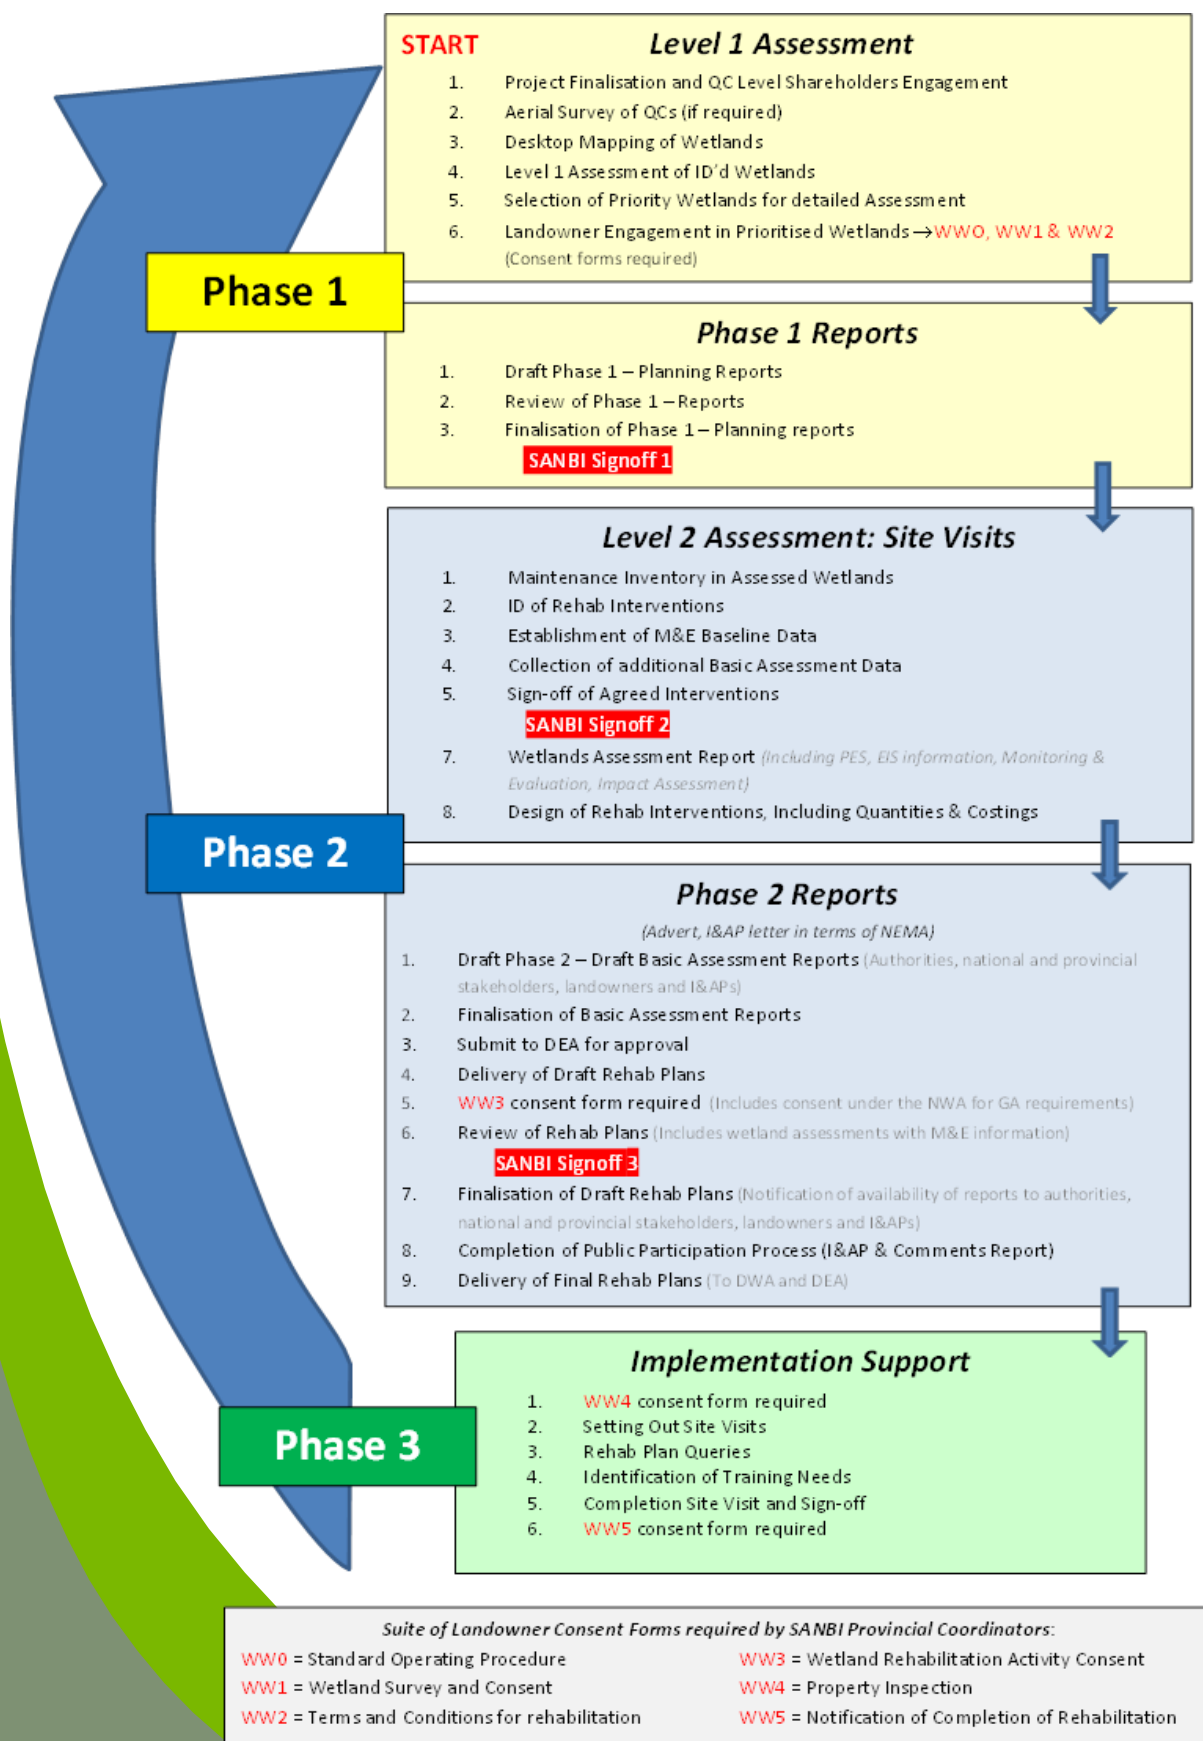 START Level 1 Assessment
1. Project Finalisation and QC Level Shareholders Engagement
2. Aerial Survey of QCs (if required)
3. Desktop Mapping of Wetlands
4. Level 1 Assessment of ID'd Wetlands
5. Selection of Priority Wetlands for detailed Assessment
6. Landowner Engagement in Prioritised Wetlands → WWO, WW1 & WW2
(Consent forms required)
Phase 1
Phase 1 Reports
1. Draft Phase 1 – Planning Reports
2. Review of Phase 1 – Reports
3. Finalisation of Phase 1 – Planning reports
SANBI Signoff 1
Level 2 Assessment: Site Visits
1. Maintenance Inventory in Assessed Wetlands
2. ID of Rehab Interventions
3. Establishment of M&E Baseline Data
4. Collection of additional Basic Assessment Data
5. Sign-off of Agreed Interventions
SANBI Signoff 2
7. Wetlands Assessment Report (Including PES, EIS information, Monitoring &
Evaluation, Impact Assessment)
8. Design of Rehab Interventions, Including Quantities & Costings
Phase 2
Phase 2 Reports
(Advert, I&AP letter in terms of NEMA)
1. Draft Phase 2 – Draft Basic Assessment Reports (Authorities, national and provincial
stakeholders, landowners and I&APs)
2. Finalisation of Basic Assessment Reports
3. Submit to DEA for approval
4. Delivery of Draft Rehab Plans
5. WW3 consent form required (Includes consent under the NWA for GA requirements)
6. Review of Rehab Plans (Includes wetland assessments with M&E information)
SANBI Signoff 3
7. Finalisation of Draft Rehab Plans (Notification of availability of reports to authorities,
national and provincial stakeholders, landowners and I&APs)
8. Completion of Public Participation Process (I&AP & Comments Report)
9. Delivery of Final Rehab Plans (To DWA and DEA)
Implementation Support
1. WW4 consent form required
2. Setting Out Site Visits
3. Rehab Plan Queries
4. Identification of Training Needs
5. Completion Site Visit and Sign-off
6. WW5 consent form required
Phase 3
Suite of Landowner Consent Forms required by SANBI Provincial Coordinators:
WW0 = Standard Operating Procedure
WW1 = Wetland Survey and Consent
WW2 = Terms and Conditions for rehabilitation
WW3 = Wetland Rehabilitation Activity Consent
WW4 = Property Inspection
WW5 = Notification of Completion of Rehabilitation